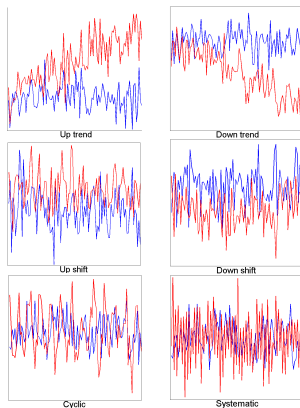 Up trend
Down trend
Up shift
Down shift
Cyclic
Systematic